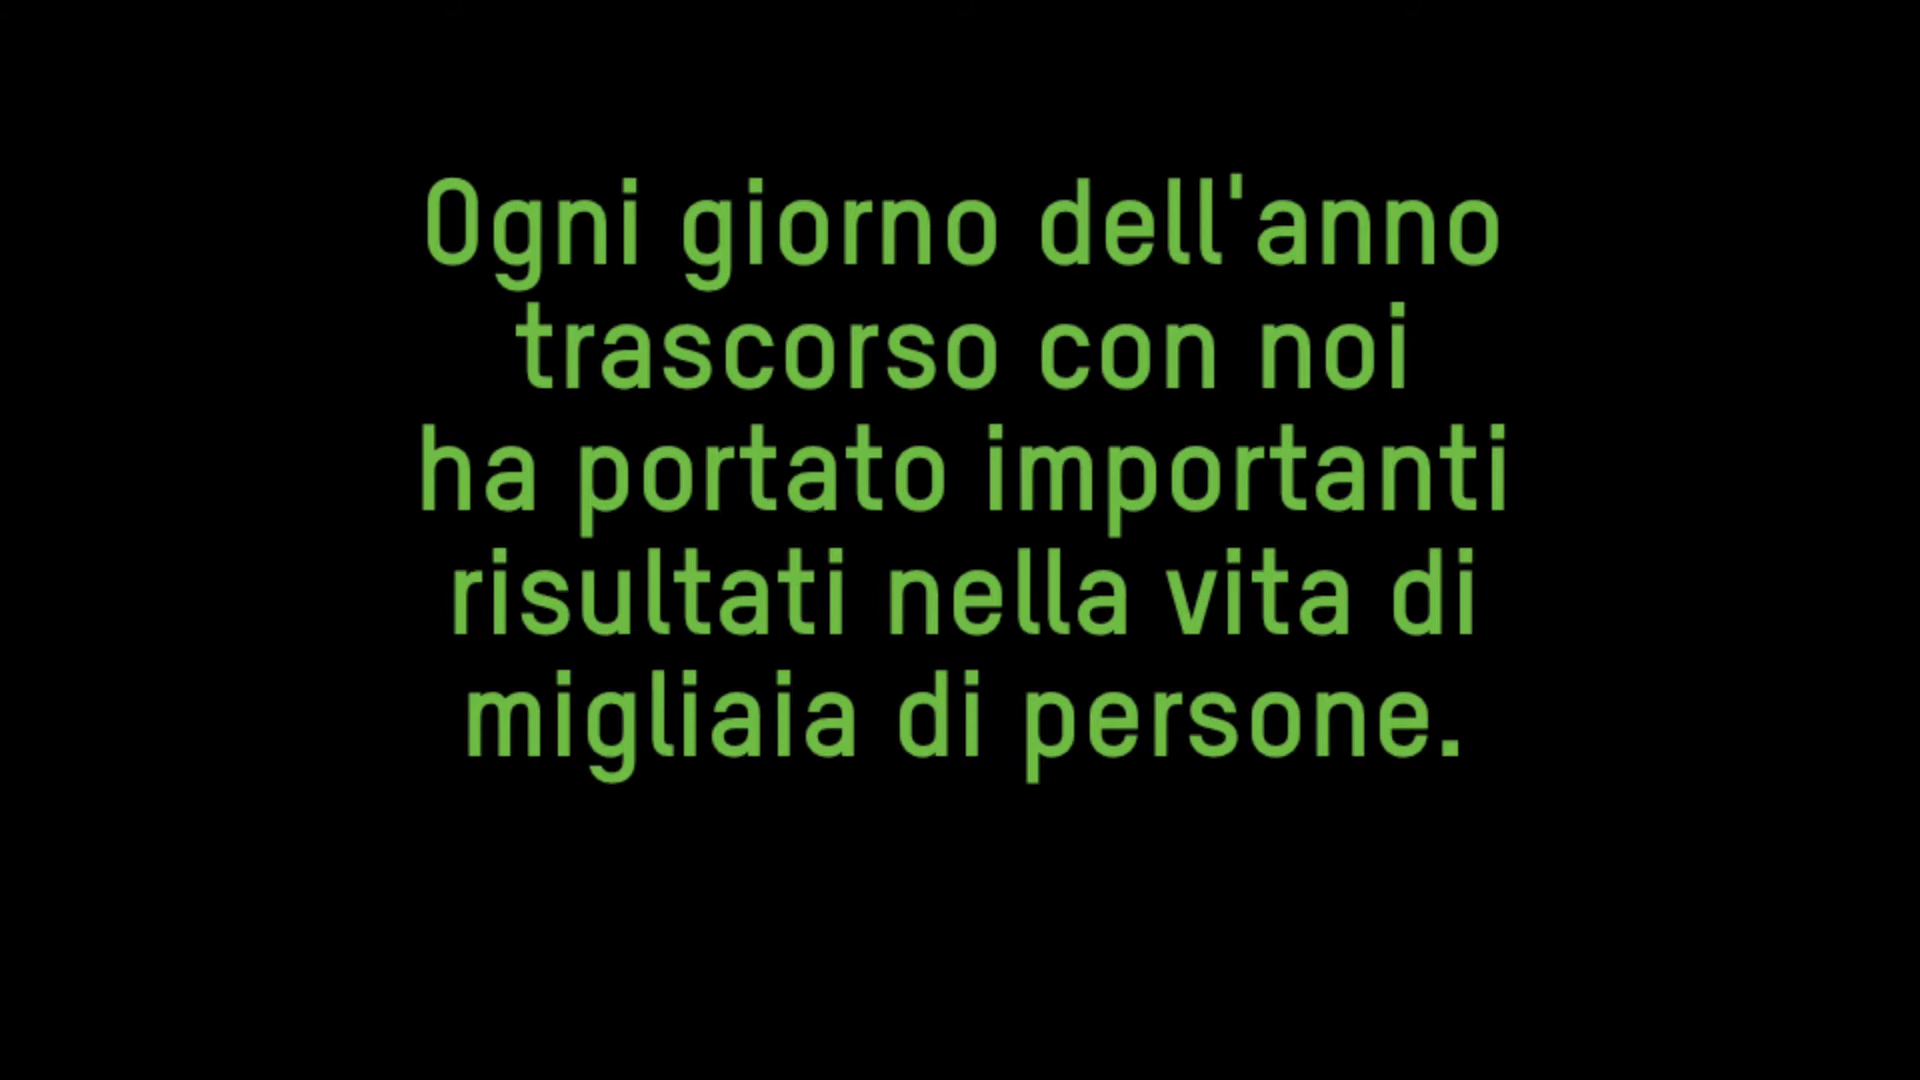 Ogni giorno dell'anno
trascorso con noi
ha portato importanti
risultati nella vita di
migliaia di persone.